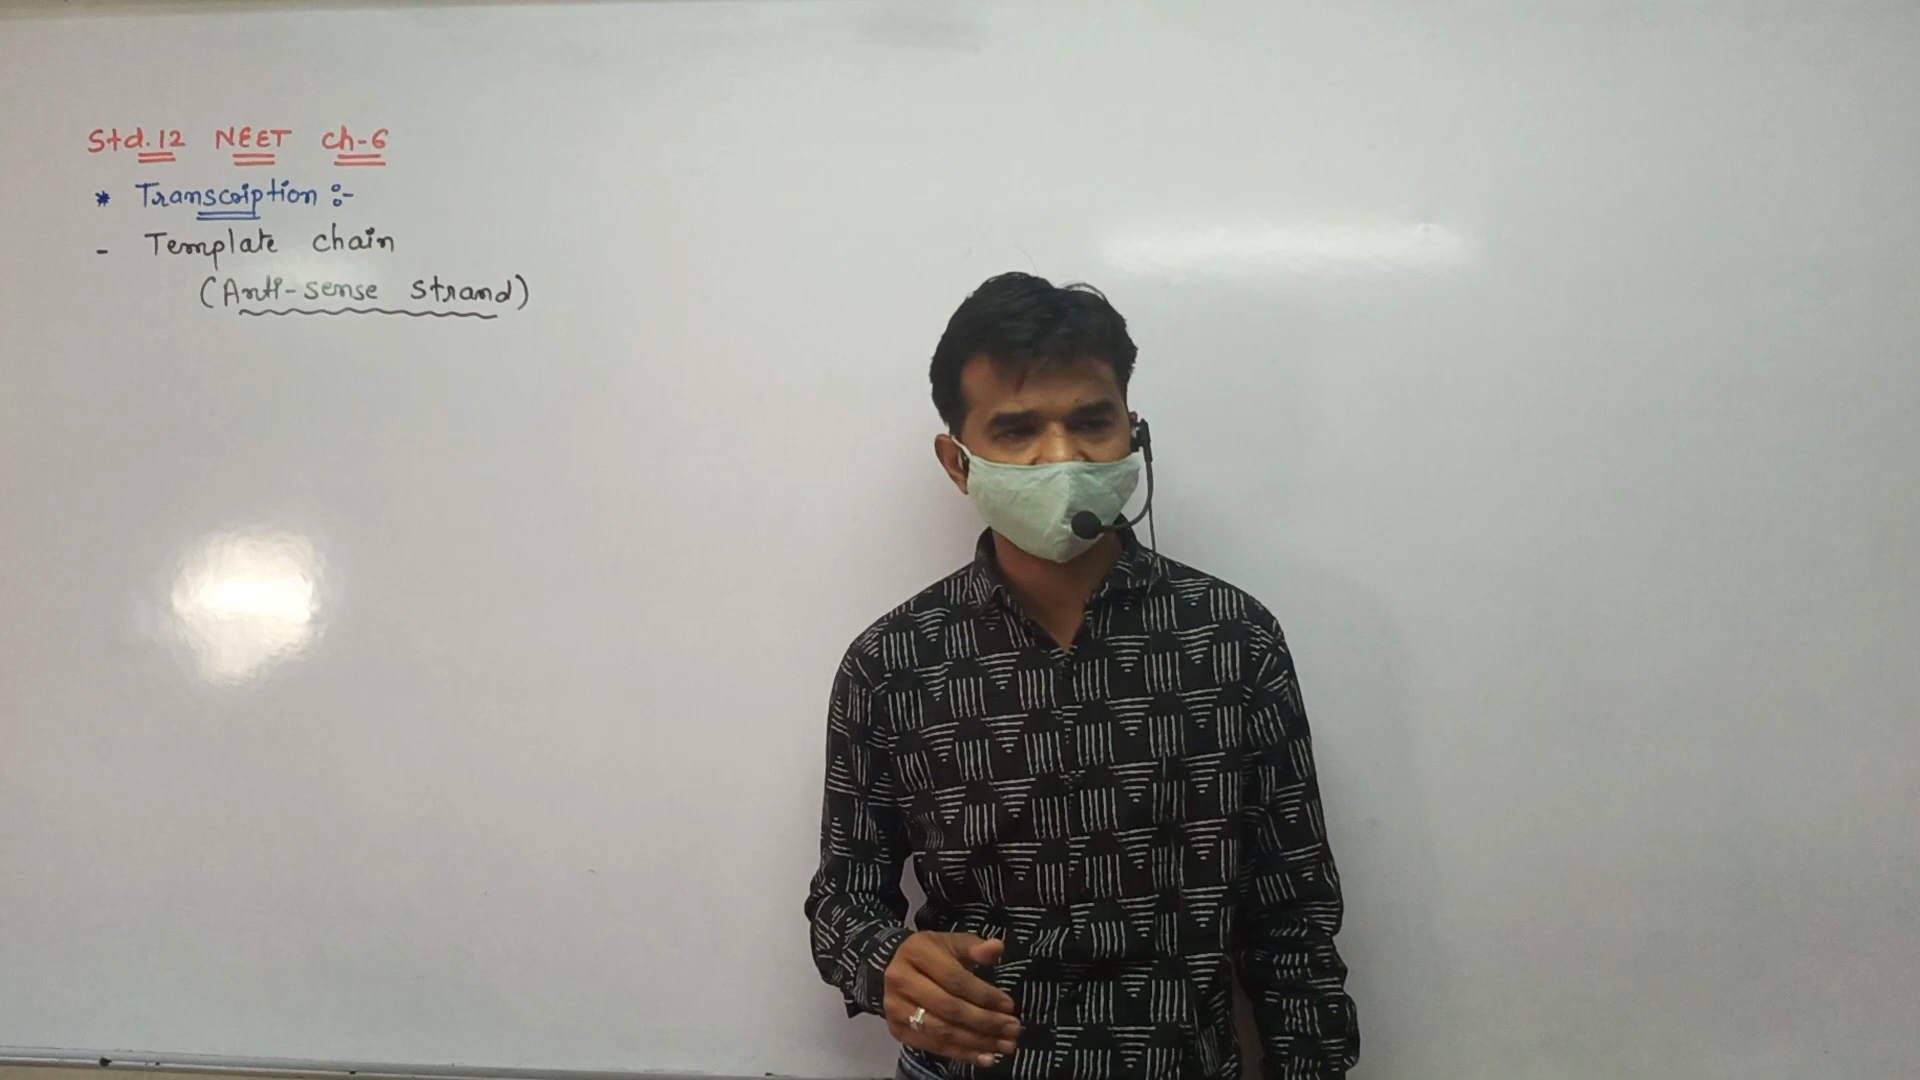 Std.12 NEET Ch-6
* Transcription :-
- Template chain
(Anti-sense strand)